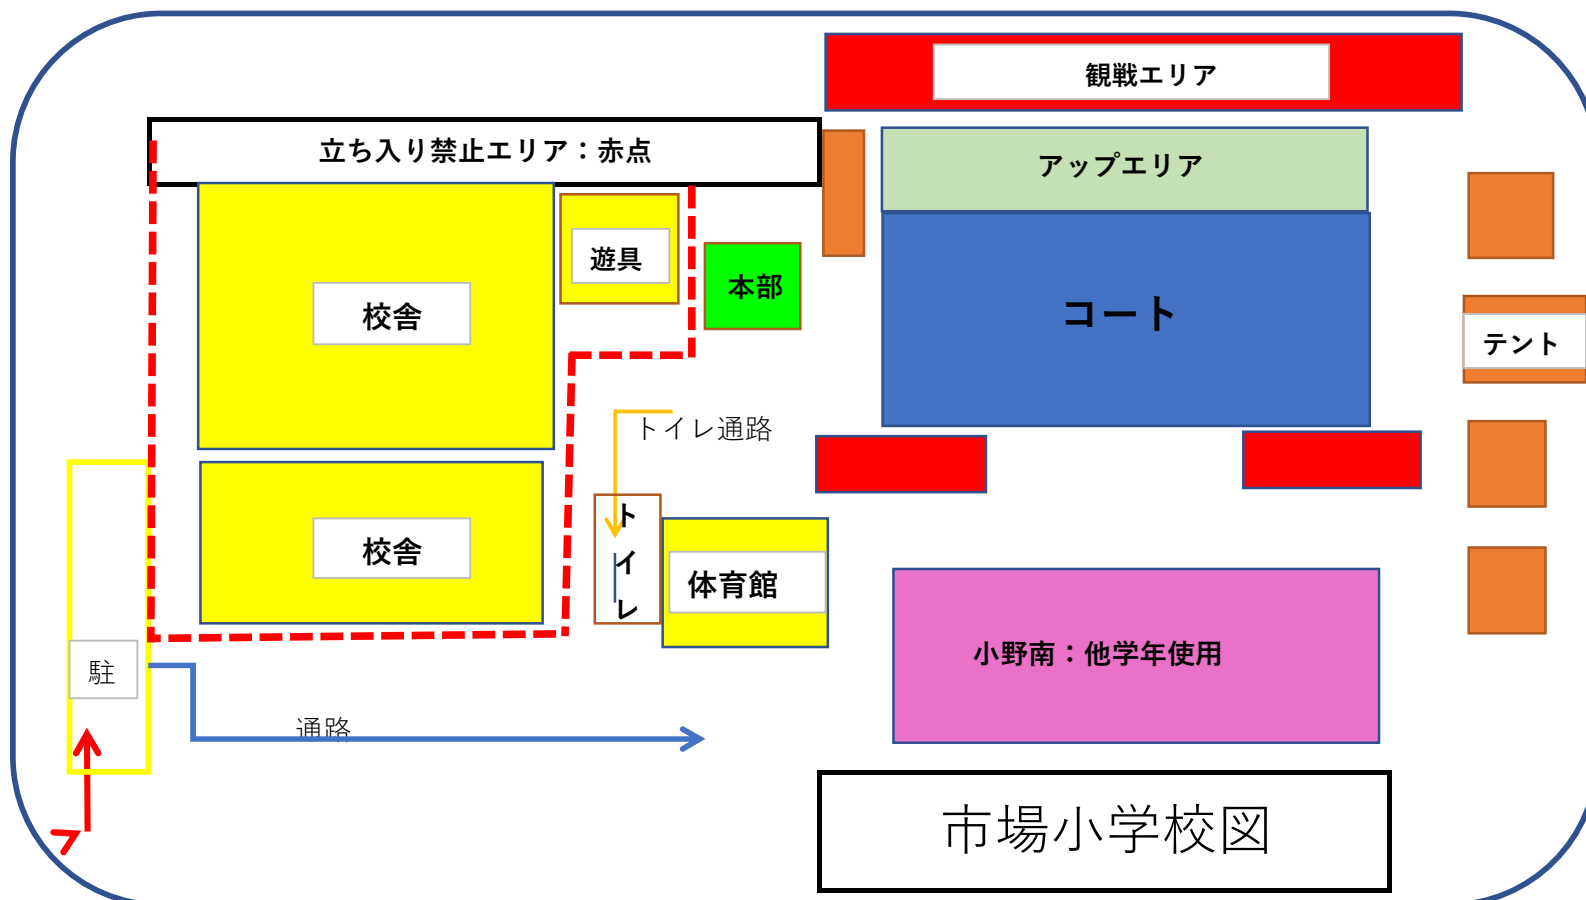 観戦エリア
立ち入り禁止エリア：赤点
アップエリア
遊具
本部
校舎
コート
テント
トイレ通路
トイレ
校舎
体育館
小野南：他学年使用
駐
通路
市場小学校図